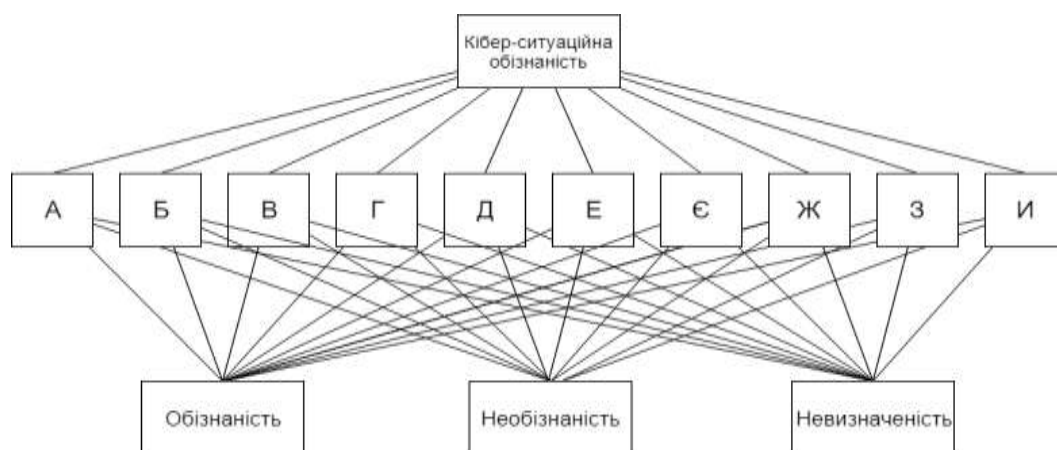 Кібер-ситуаційна
обізнаність
А Б В Г Д Е Є Ж З И
Обізнаність Необізнаність Невизначеність